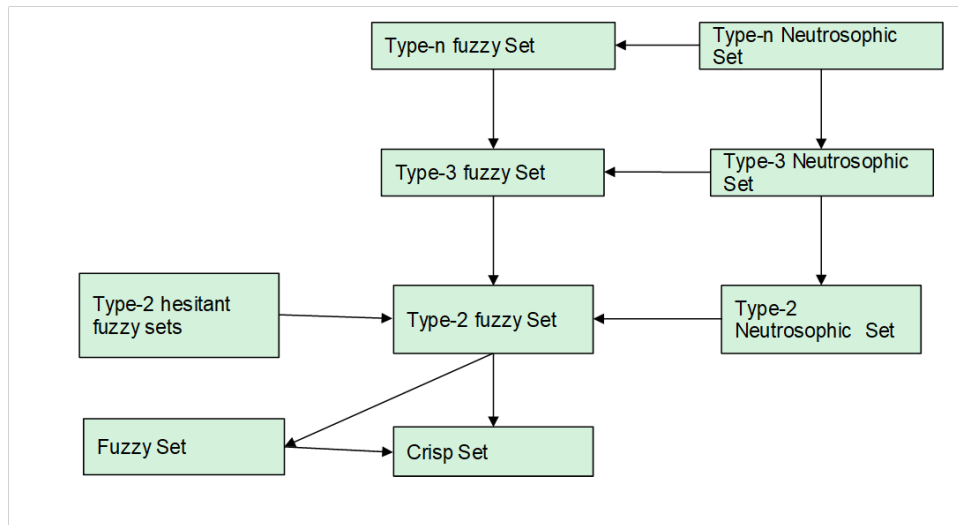 Type-n fuzzy Set
Type-n Neutrosophic
Set
Type-3 fuzzy Set
Type-3 Neutrosophic
Set
Type-2 hesitant
fuzzy sets
Type-2 fuzzy Set
Type-2
Neutrosophic Set
Fuzzy Set
Crisp Set